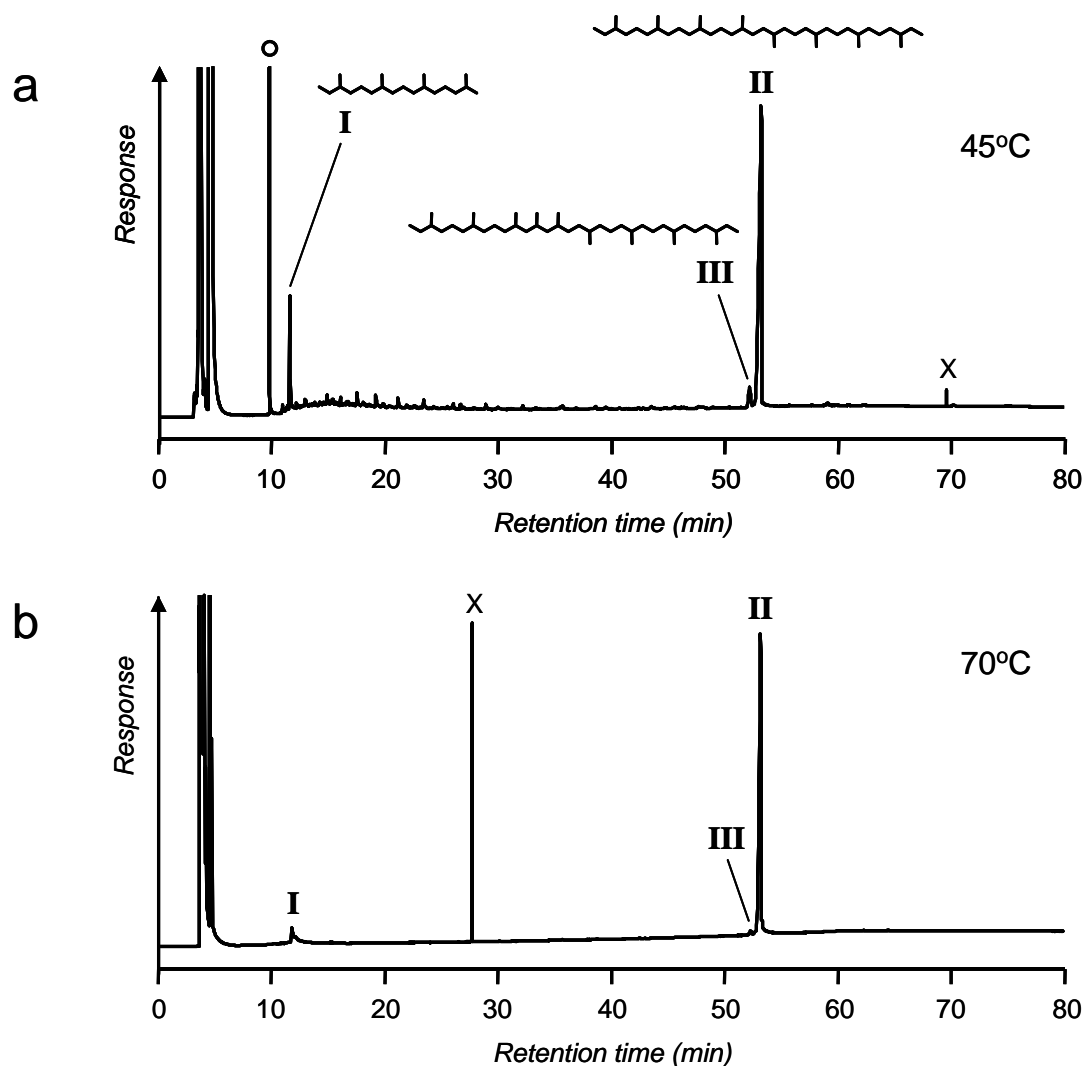 a
Response
O
I
II
III
X
45ºC
0 10 20 30 40 50 60 70 80
Retention time (min)
b
Response
X
II
III
I
70ºC
0 10 20 30 40 50 60 70 80
Retention time (min)